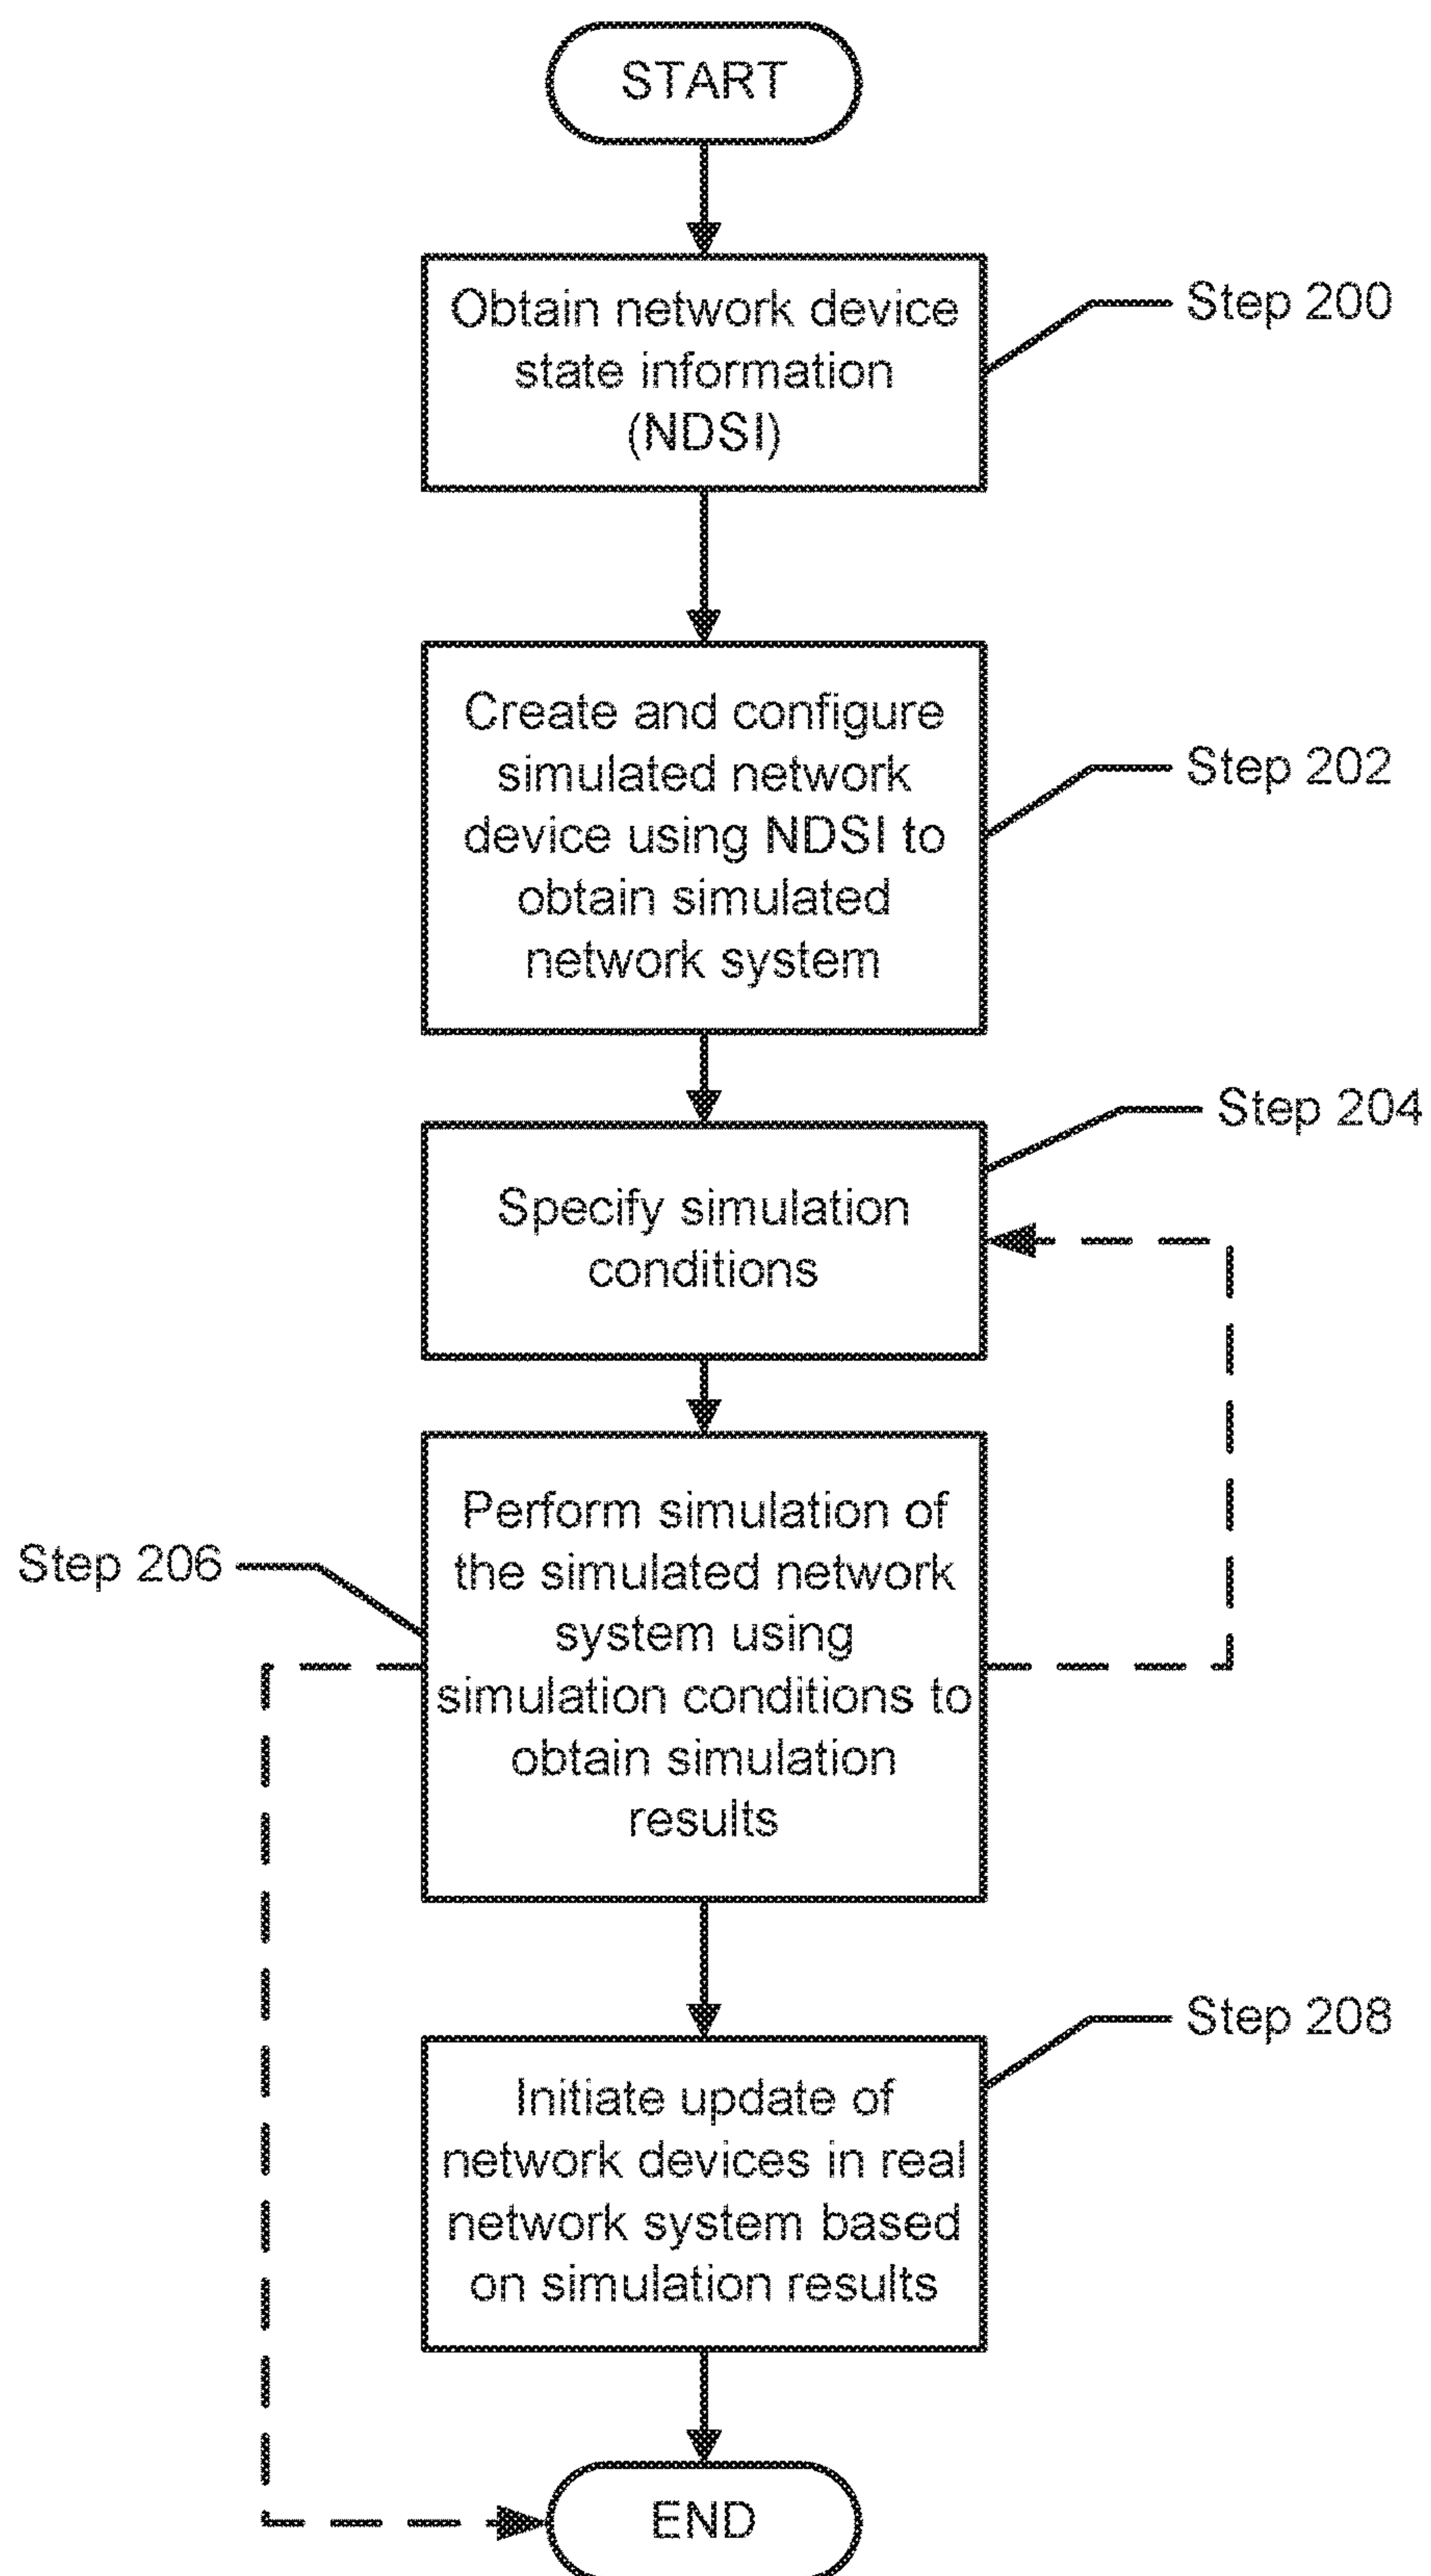 START
Obtain network device
state information
(NDSI)
Step 200
Create and configure
simulated network
device using NDSI to
obtain simulated
network system
Step 202
Step 204
Specify simulation
conditions
Perform simulation of
the simulated network
system using
simulation conditions to
obtain simulation
results
Step 206
Step 208
Initiate update of
network devices in real
network system based
on simulation results
END